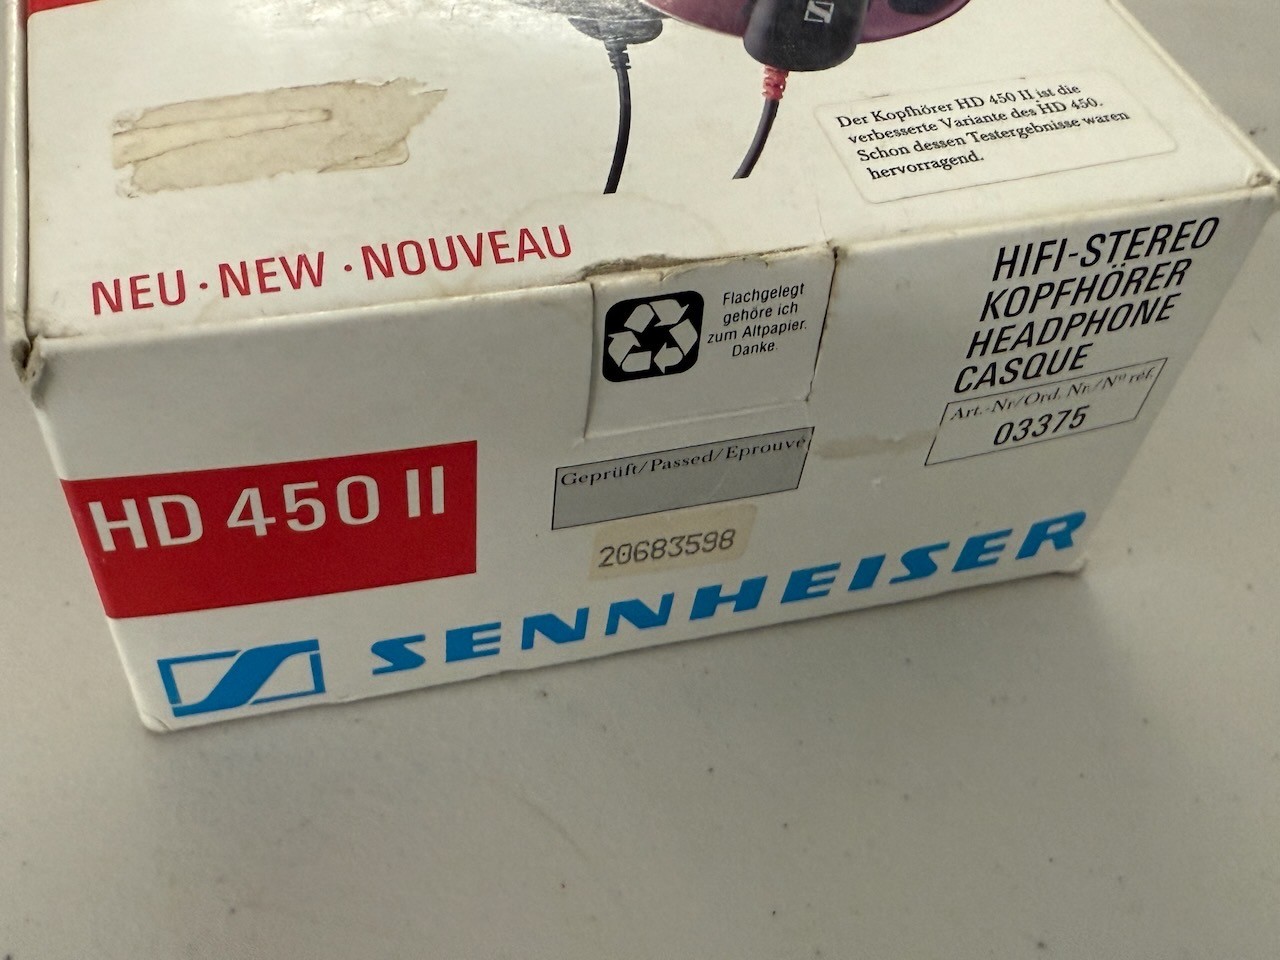 Der Kopfhörer HD 450 II ist die
verbesserte Variante des HD 450.
Schon dessen Testergebnisse waren
hervorragend.
NEU · NEW · NOUVEAU
Flachgelegt
gehöre ich
zum Altpapier.
Danke.
HIFI-STEREO
KOPFHÖRER
HEADPHONE
CASQUE
Art.-Nr/Ord. Nr./Nº réf.
03375
HD 450 II
Geprüft/Passed/Eprouvé
20683598
SENNHEISER